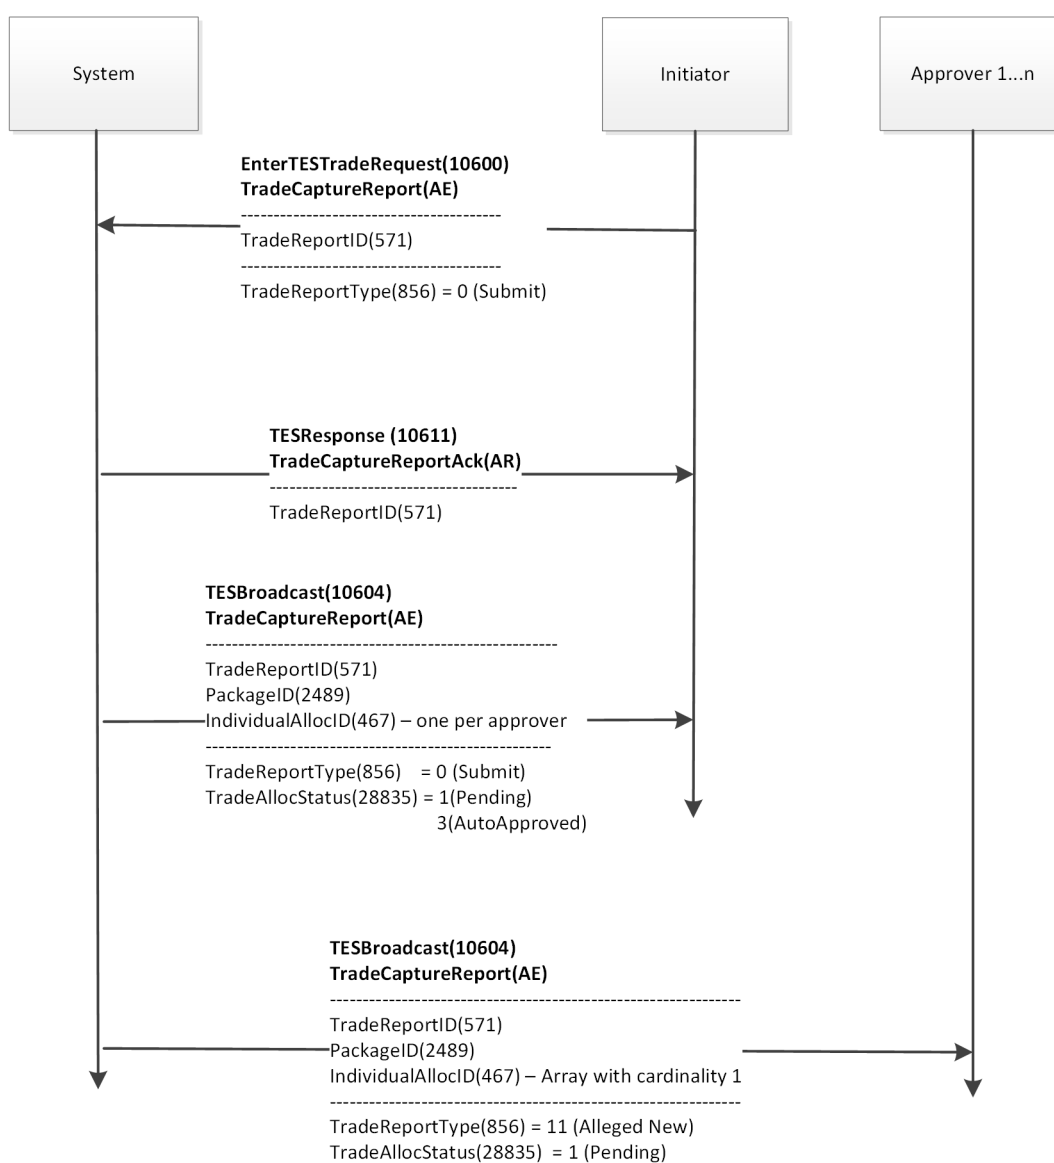 System
Initiator
Approver 1...n
EnterTESTradeRequest(10600)
TradeCaptureReport(AE)
----------------------------------------
TradeReportID(571)
----------------------------------------
TradeReportType(856) = 0 (Submit)
TESResponse (10611)
TradeCaptureReportAck(AR)
--------------------------------------
TradeReportID(571)
TESBroadcast(10604)
TradeCaptureReport(AE)
------------------------------------------------------
TradeReportID(571)
PackageID(2489)
IndividualAllocID(467) – one per approver
-----------------------------------------------------
TradeReportType(856) = 0 (Submit)
TradeAllocStatus(28835) = 1(Pending)
3(AutoApproved)
TESBroadcast(10604)
TradeCaptureReport(AE)
---------------------------------------------------------------
TradeReportID(571)
PackageID(2489)
IndividualAllocID(467) – Array with cardinality 1
---------------------------------------------------------------
TradeReportType(856) = 11 (Alleged New)
TradeAllocStatus(28835) = 1 (Pending)